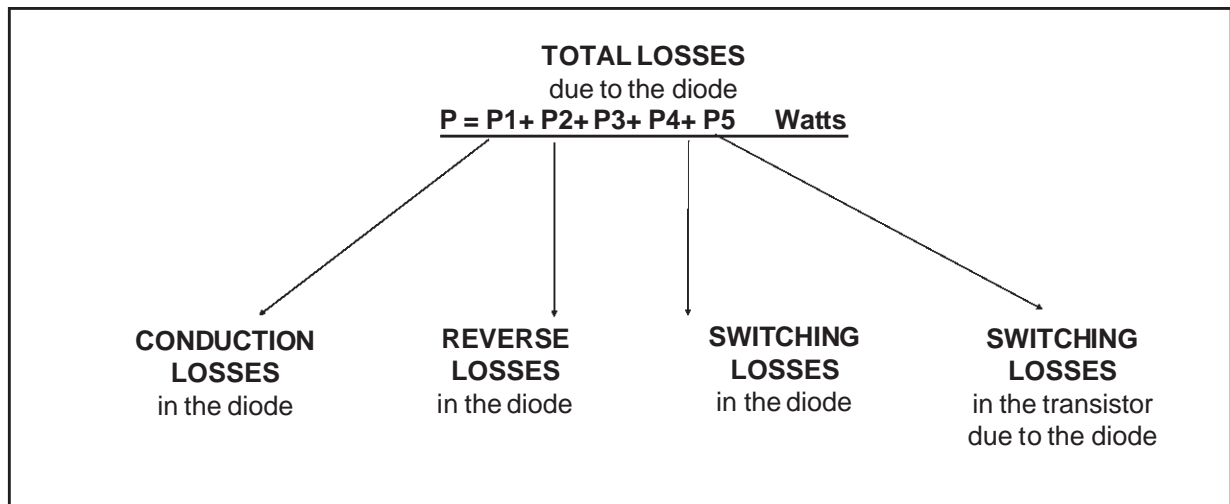 TOTAL LOSSES
due to the diode
P = P1+ P2+ P3+ P4+ P5 Watts
CONDUCTION
LOSSES
in the diode
REVERSE
LOSSES
in the diode
SWITCHING
LOSSES
in the diode
SWITCHING
LOSSES
in the transistor
due to the diode